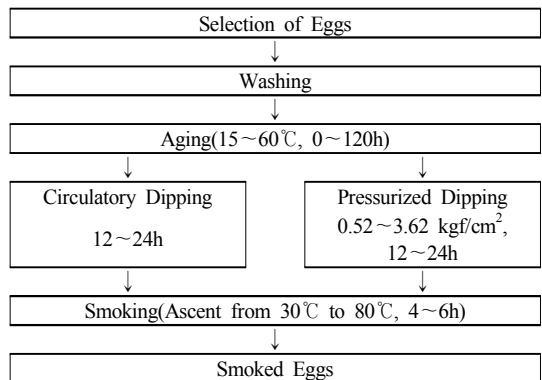 Selection of Eggs
Washing
Aging(15～60℃, 0～120h)
Circulatory Dipping
12～24h
Pressurized Dipping
0.52～3.62 kgf/cm²,
12～24h
Smoking(Ascent from 30℃ to 80℃, 4～6h)
Smoked Eggs